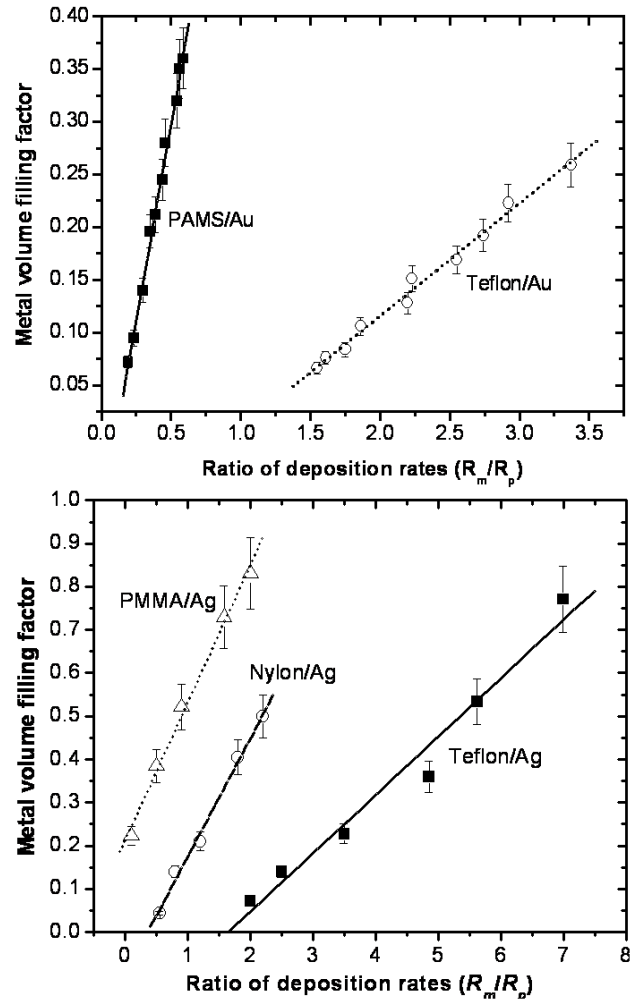 0.40
0.35
0.30
0.25
0.20
0.15
0.10
0.05
Metal volume filling factor
PAMS/Au
Teflon/Au
0.0 0.5 1.0 1.5 2.0 2.5 3.0 3.5
Ratio of deposition rates (Rm/Rp)
1.0
0.9
0.8
0.7
0.6
0.5
0.4
0.3
0.2
0.1
0.0
Metal volume filling factor
PMMA/Ag
Nylon/Ag
Teflon/Ag
0 1 2 3 4 5 6 7 8
Ratio of deposition rates (Rm/Rp)